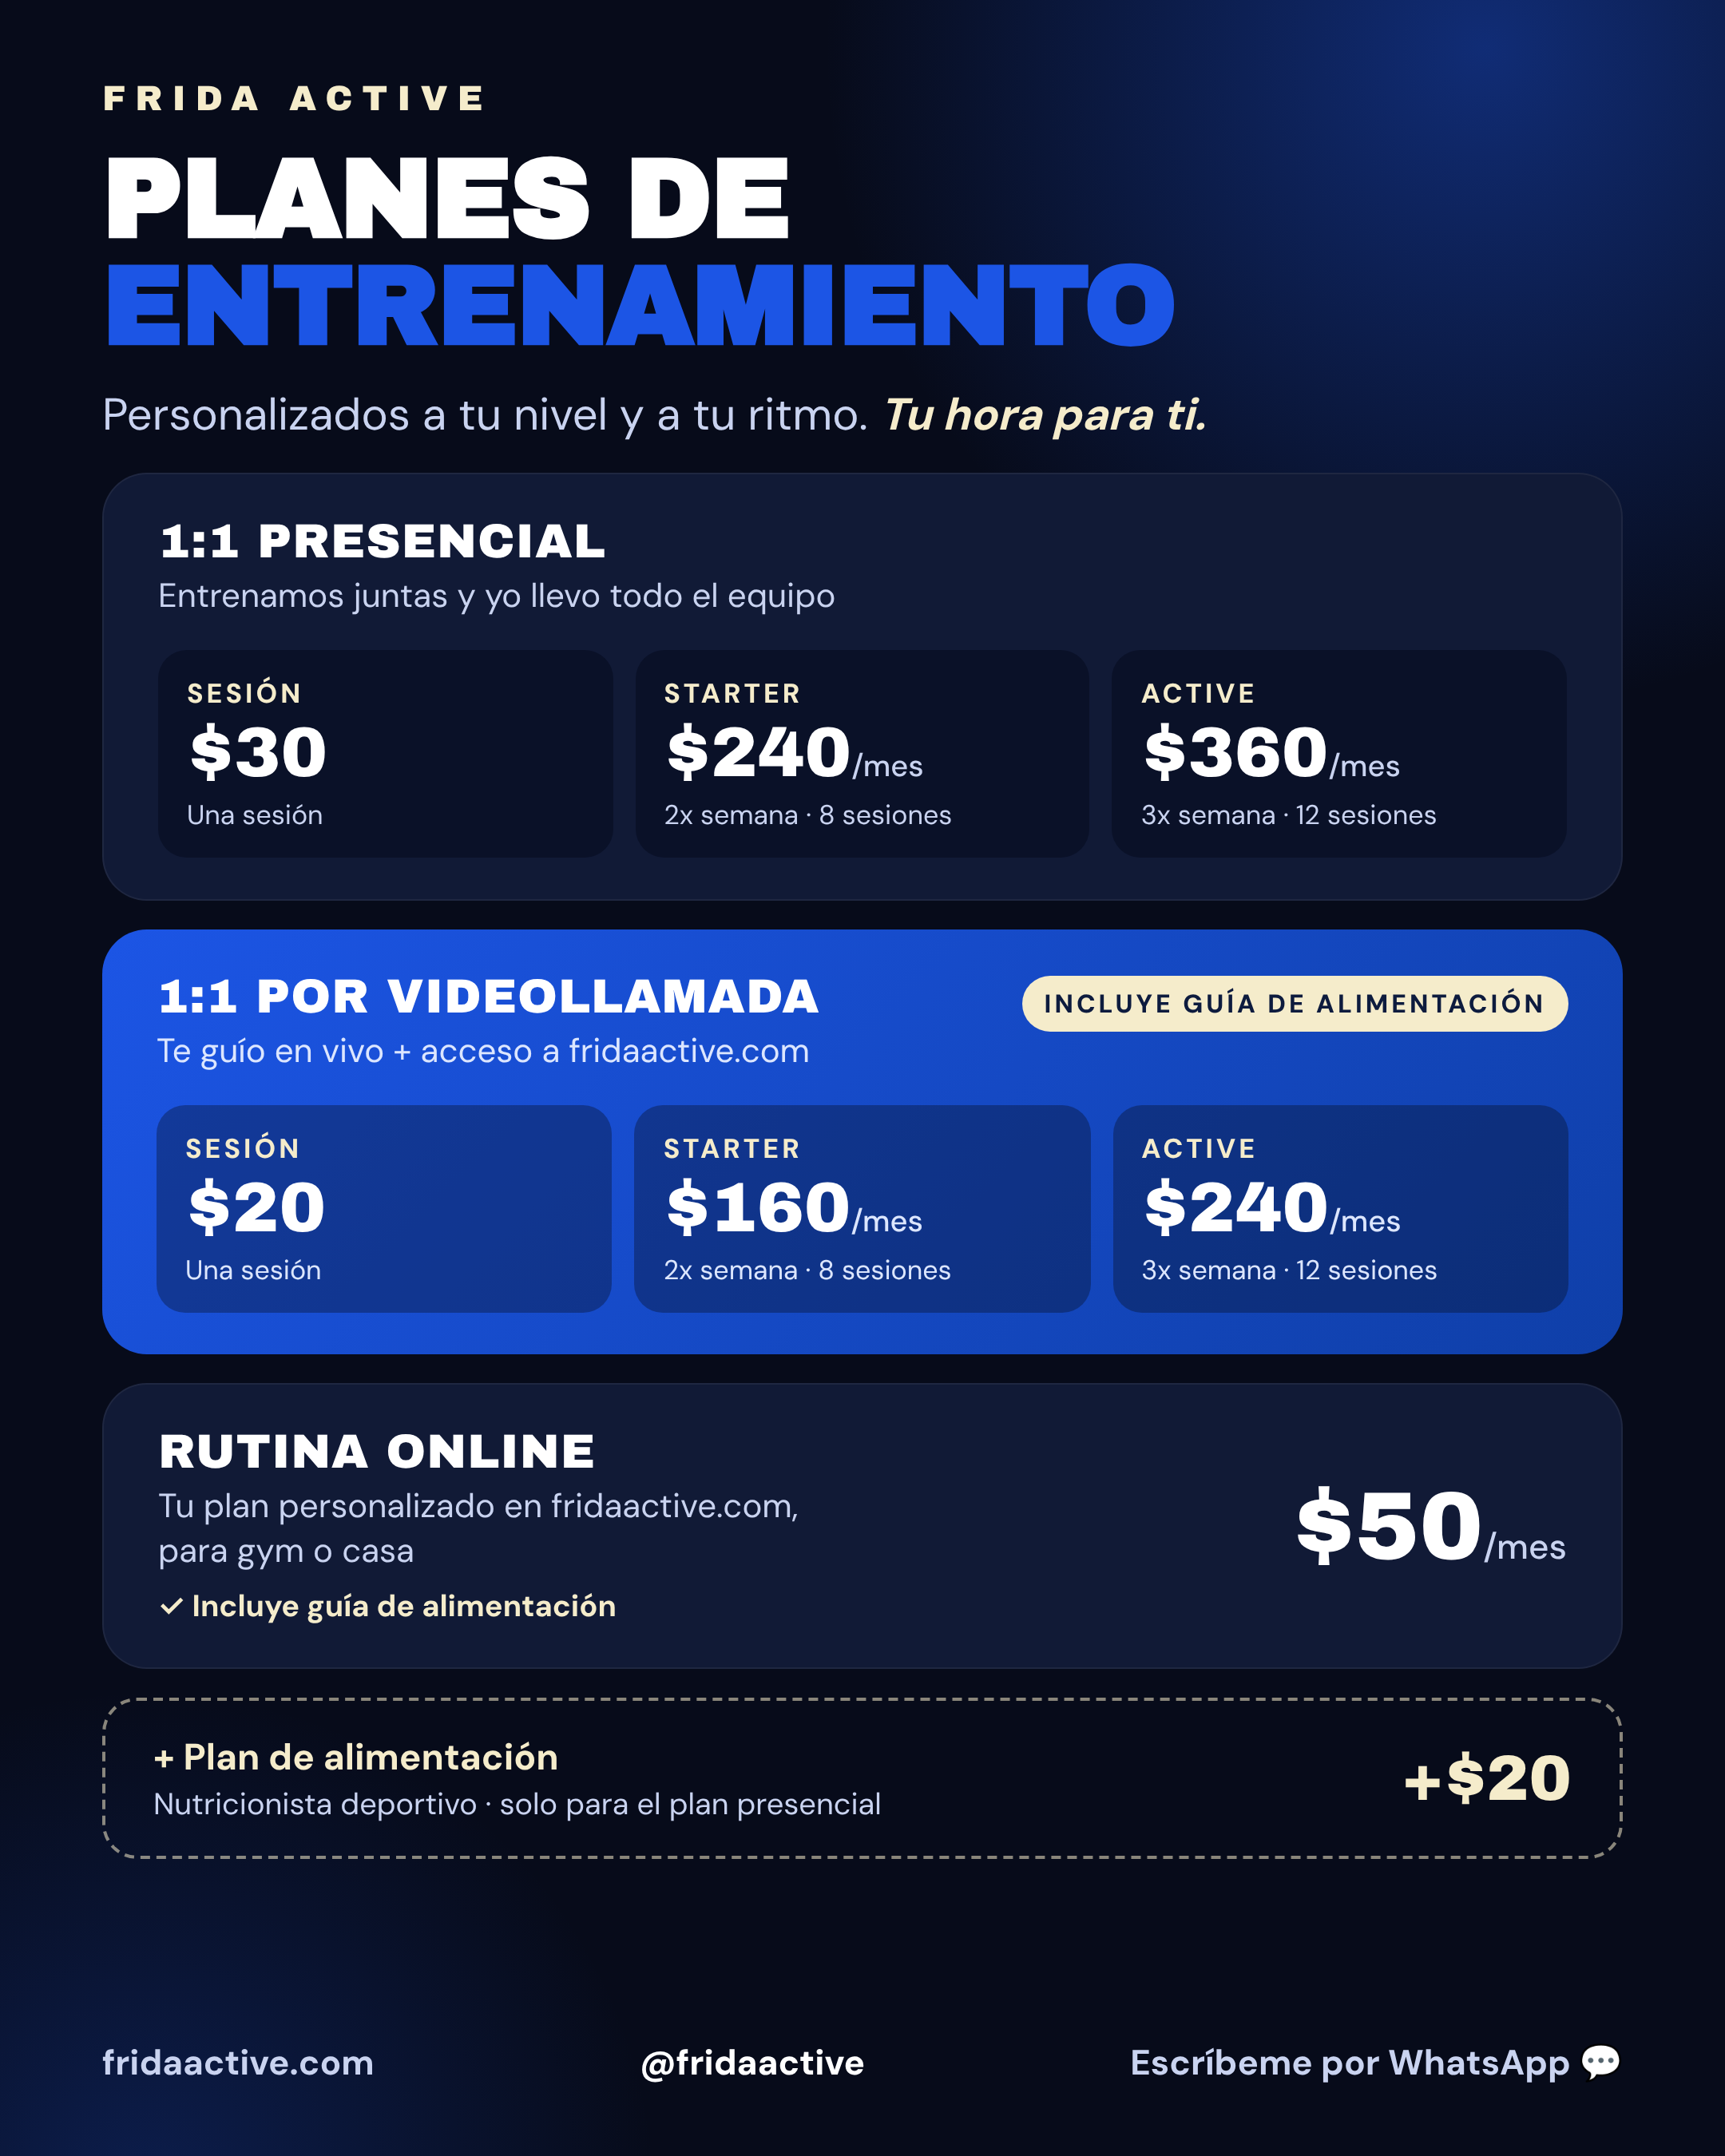 FRIDA ACTIVE
PLANES DE
ENTRENAMIENTO
Personalizados a tu nivel y a tu ritmo. Tu hora para ti.
1:1 PRESENCIAL
Entrenamos juntas y yo llevo todo el equipo
SESIÓN
$30
Una sesión
STARTER
$240/mes
2x semana · 8 sesiones
ACTIVE
$360/mes
3x semana · 12 sesiones
1:1 POR VIDEOLLAMADA
INCLUYE GUÍA DE ALIMENTACIÓN
Te guío en vivo + acceso a fridaactive.com
SESIÓN
$20
Una sesión
STARTER
$160/mes
2x semana · 8 sesiones
ACTIVE
$240/mes
3x semana · 12 sesiones
RUTINA ONLINE
Tu plan personalizado en fridaactive.com,
para gym o casa
✓ Incluye guía de alimentación
$50/mes
+ Plan de alimentación
Nutricionista deportivo · solo para el plan presencial
+$20
fridaactive.com
@fridaactive
Escríbeme por WhatsApp 💬